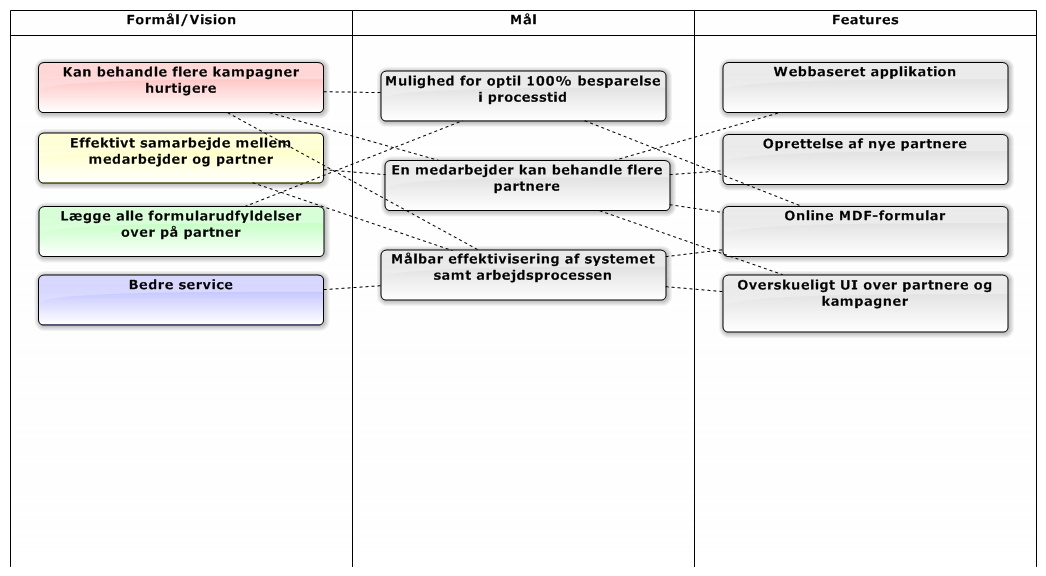 Formål/Vision
Mål
Features
Kan behandle flere kampagner
hurtigere
Effektivt samarbejde mellem
medarbejder og partner
Lægge alle formularudfyldelser
over på partner
Bedre service
Mulighed for optil 100% besparelse
i processtid
En medarbejder kan behandle flere
partnere
Målbar effektivisering af systemet
samt arbejdsprocessen
Webbaseret applikation
Oprettelse af nye partnere
Online MDF-formular
Overskueligt UI over partnere og
kampagner